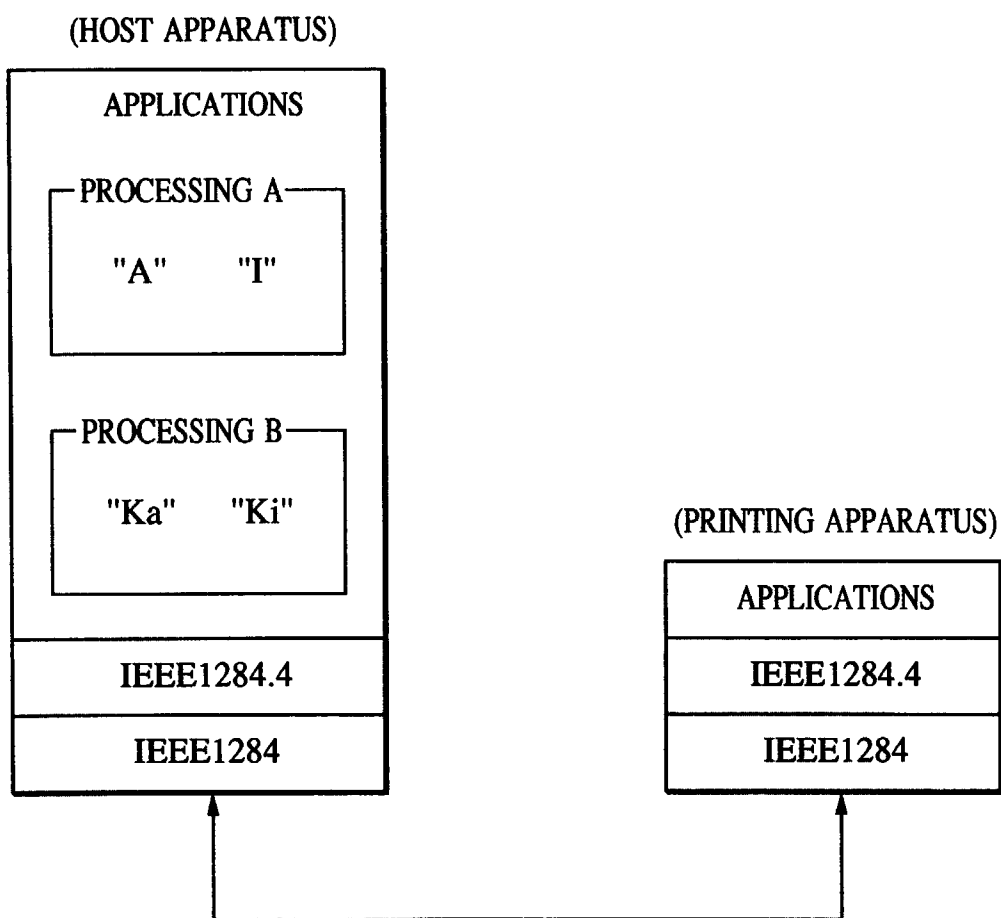 (HOST APPARATUS)
APPLICATIONS
PROCESSING A
"A" "I"
PROCESSING B
"Ka" "Ki"
IEEE1284.4
IEEE1284
(PRINTING APPARATUS)
APPLICATIONS
IEEE1284.4
IEEE1284